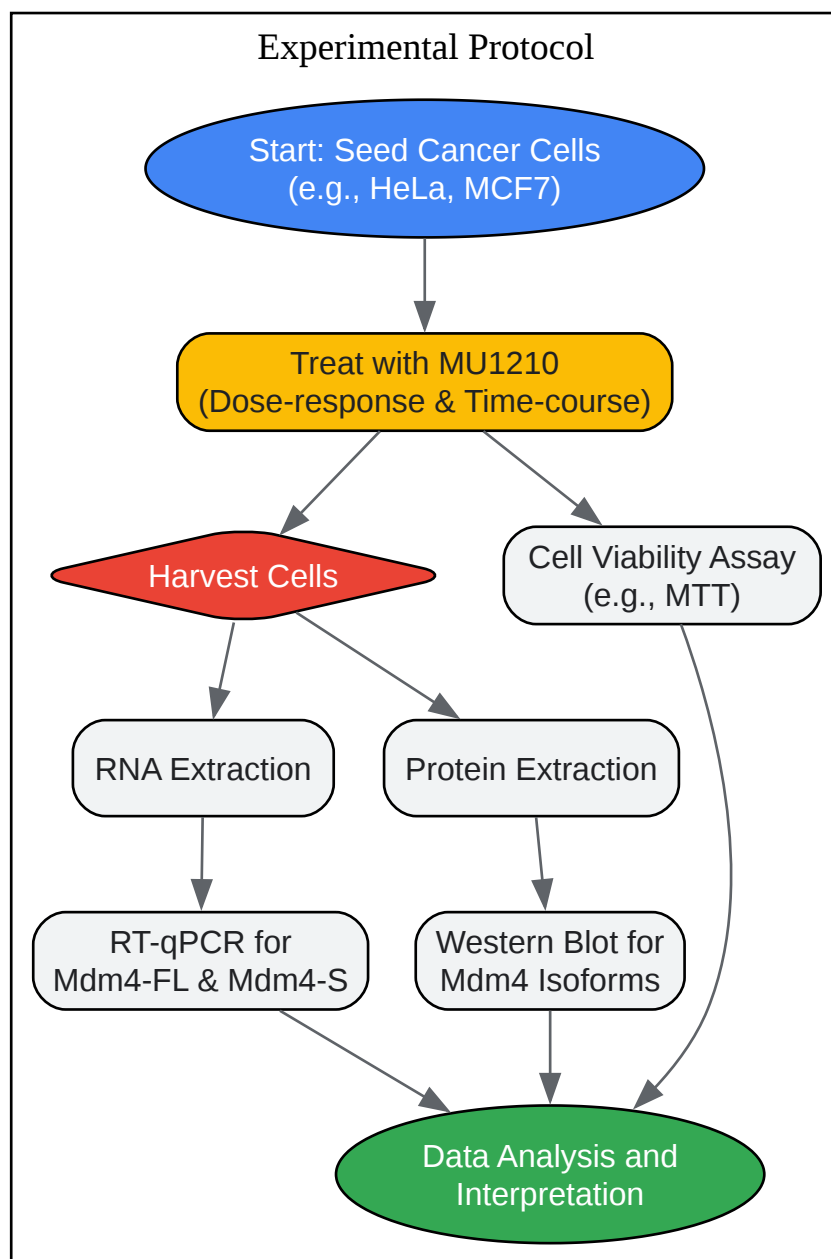 Experimental Protocol
Start: Seed Cancer Cells
(e.g., HeLa, MCF7)
Treat with MU1210
(Dose-response & Time-course)
Harvest Cells
Cell Viability Assay
(e.g., MTT)
RNA Extraction
Protein Extraction
RT-qPCR for
Mdm4-FL & Mdm4-S
Western Blot for
Mdm4 Isoforms
Data Analysis and
Interpretation